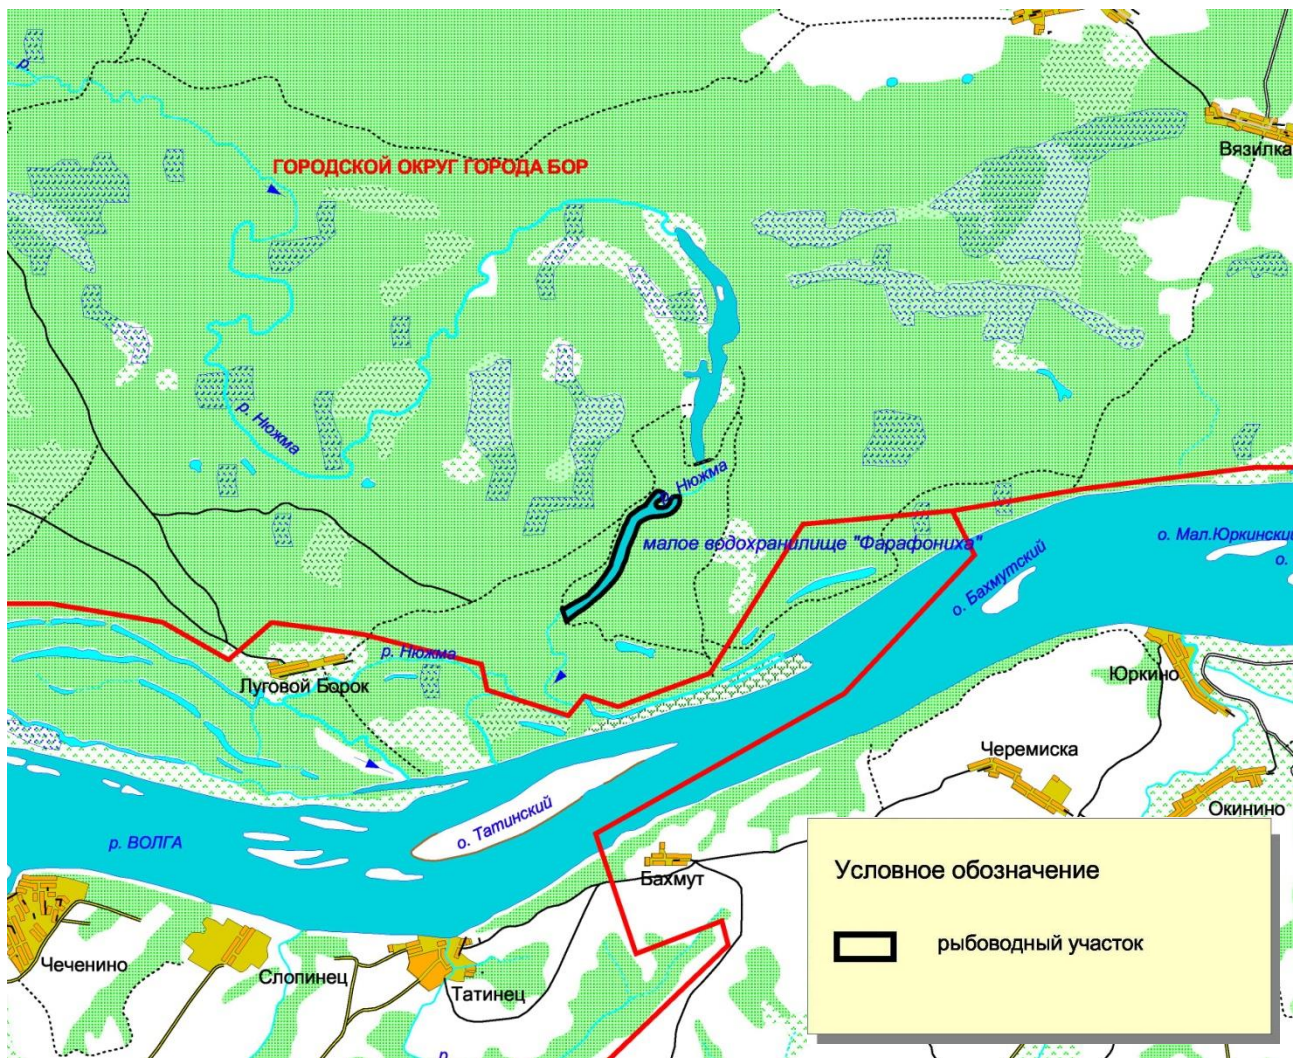 р.
Вязилка
ГОРОДСКОЙ ОКРУГ ГОРОДА БОР
р. Нюжма
р. Нюжма
малое водохранилище "Фарафониха"
о. Мал.Юркинский
о.
о. Бахмутский
р. Нюжма
Луговой Борок
Юркино
Черемиска
о. Татинский
Окинино
р. ВОЛГА
Бахмут
Условное обозначение
рыбоводный участок
Чеченино
Слопинец
Татинец
р.